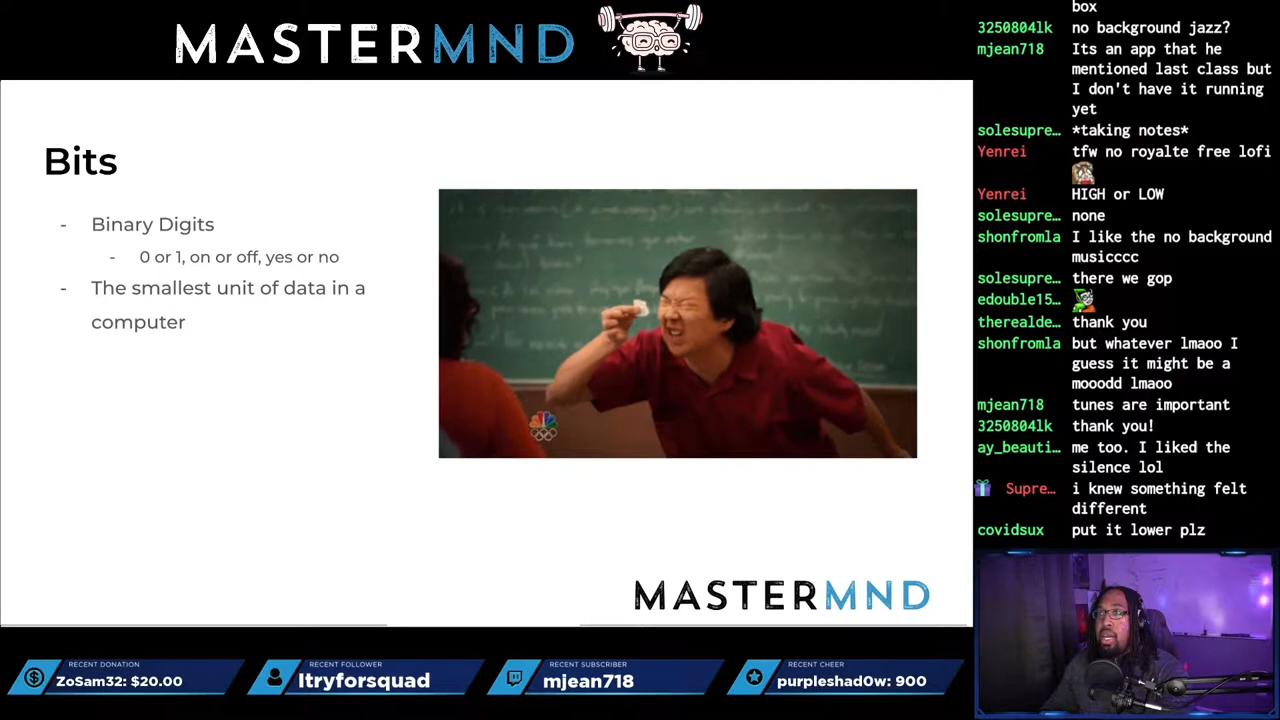 MASTERMND
Bits
- Binary Digits
- 0 or 1, on or off, yes or no
- The smallest unit of data in a
computer
MASTERMND
box
3250804lk no background jazz?
mjean718 Its an app that he
mentioned last class but
I don't have it running
yet
solesupre… *taking notes*
Yenrei tfw no royalte free lofi
Yenrei HIGH or LOW
solesupre… none
shonfromla I like the no background
musicccc
solesupre… there we gop
edouble15…
therealde… thank you
shonfromla but whatever lmaoo I
guess it might be a
mooodd lmaoo
mjean718 tunes are important
3250804lk thank you!
ay_beauti… me too. I liked the
silence lol
Supre… i knew something felt
different
covidsux put it lower plz
RECENT DONATION
ZoSam32: $20.00
RECENT FOLLOWER
ltryforsquad
RECENT SUBSCRIBER
mjean718
RECENT CHEER
purpleshad0w: 900